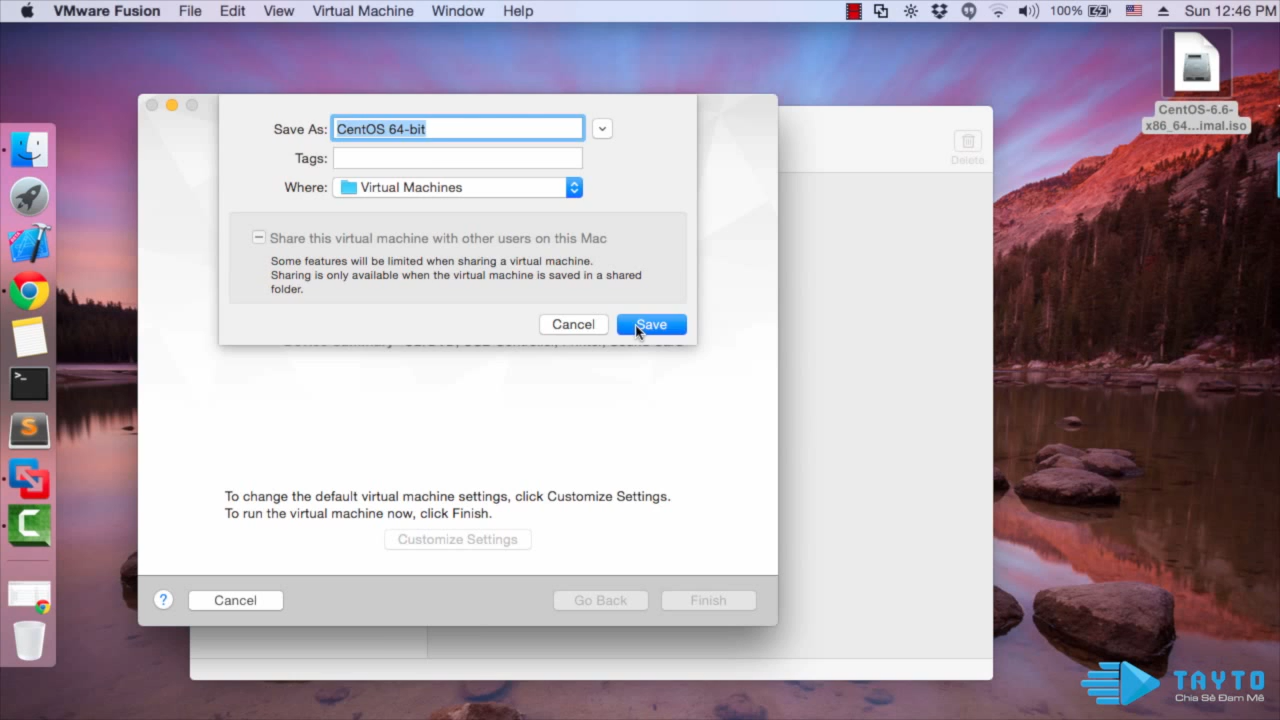 VMware Fusion File Edit View Virtual Machine Window Help 100% Sun 12:46 PM
CentOS-6.6-
x86_64...imal.iso
Delete
Save As: CentOS 64-bit
Tags:
Where: Virtual Machines
Share this virtual machine with other users on this Mac
Some features will be limited when sharing a virtual machine.
Sharing is only available when the virtual machine is saved in a shared
folder.
Cancel Save
To change the default virtual machine settings, click Customize Settings.
To run the virtual machine now, click Finish.
Customize Settings
? Cancel Go Back Finish
TAYTO
Chia Sẻ Đam Mê